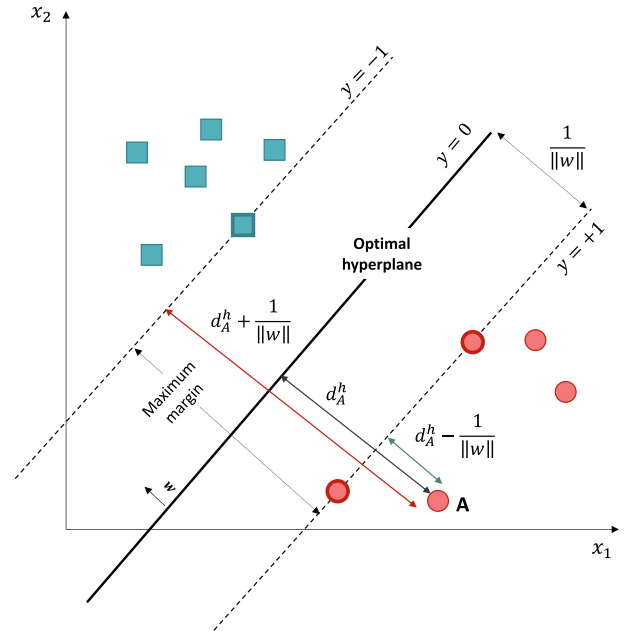 x₂
y = −1
y = 0
1
‖w‖
y = +1
Optimal
hyperplane
d_A^h + 1/‖w‖
Maximum
margin
d_A^h
d_A^h − 1/‖w‖
w
A
x₁